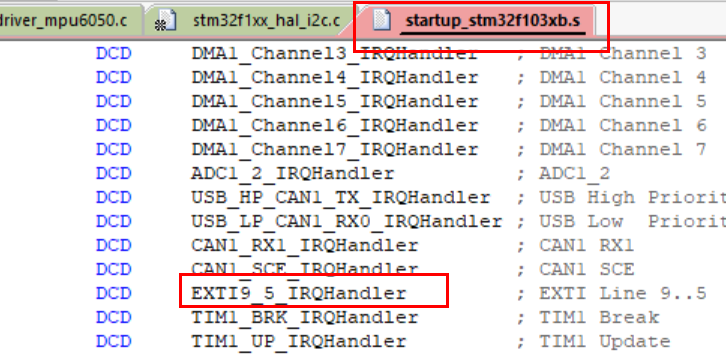 driver_mpu6050.c stm32f1xx_hal_i2c.c startup_stm32f103xb.s
DCD DMA1_Channel3_IRQHandler ; DMA1 Channel 3
DCD DMA1_Channel4_IRQHandler ; DMA1 Channel 4
DCD DMA1_Channel5_IRQHandler ; DMA1 Channel 5
DCD DMA1_Channel6_IRQHandler ; DMA1 Channel 6
DCD DMA1_Channel7_IRQHandler ; DMA1 Channel 7
DCD ADC1_2_IRQHandler ; ADC1_2
DCD USB_HP_CAN1_TX_IRQHandler ; USB High Priorit
DCD USB_LP_CAN1_RX0_IRQHandler ; USB Low Priorit
DCD CAN1_RX1_IRQHandler ; CAN1 RX1
DCD CAN1_SCE_IRQHandler ; CAN1 SCE
DCD EXTI9_5_IRQHandler ; EXTI Line 9..5
DCD TIM1_BRK_IRQHandler ; TIM1 Break
DCD TIM1_UP_IRQHandler ; TIM1 Update